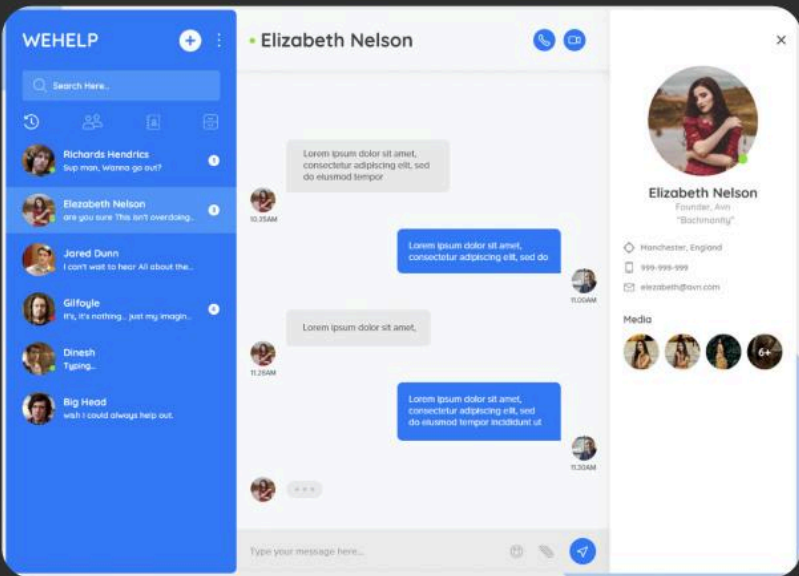 WEHELP
Search Here..
Richards Hendrics
Sup man, Wanna go out?
Elezabeth Nelson
are you sure This isn't overdoing..
Jared Dunn
I can't wait to hear All about the...
Gilfoyle
It's, it's nothing.. just my imagin..
Dinesh
Typing...
Big Head
wish I could always help out.
Elizabeth Nelson
Lorem ipsum dolor sit amet,
consectetur adipiscing elit, sed
do eiusmod tempor
10.35AM
Lorem ipsum dolor sit amet,
consectetur adipiscing elit, sed do
11.00AM
Lorem ipsum dolor sit amet,
11.28AM
Lorem ipsum dolor sit amet,
consectetur adipiscing elit, sed
do eiusmod tempor incididunt ut
11.30AM
Type your message here...
Elizabeth Nelson
Founder, Avn
"Bachmanity"
Manchester, England
999-999-999
elezabeth@avn.com
Media
6+